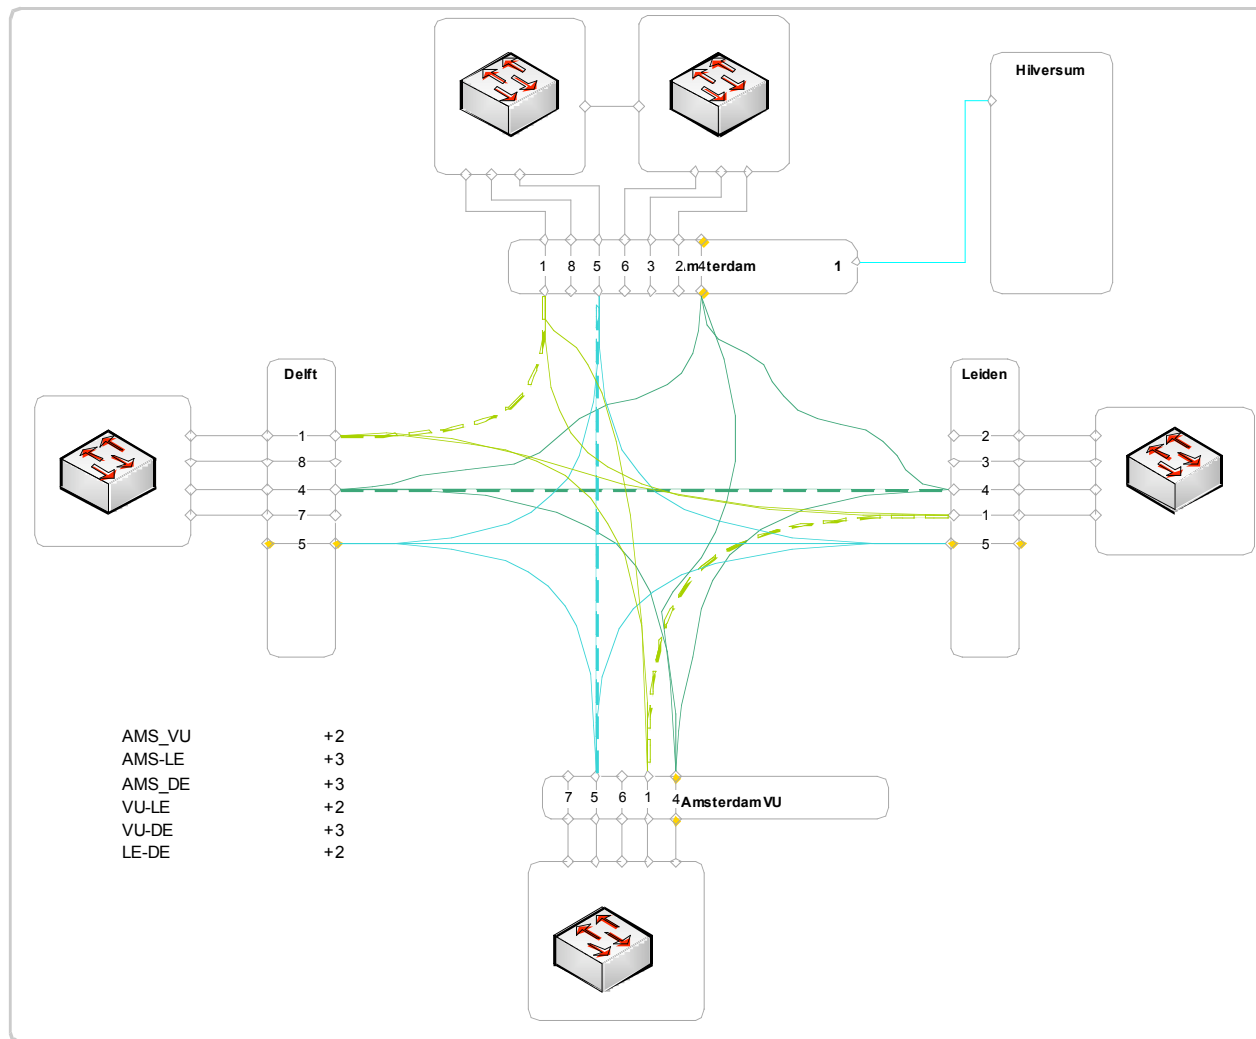 Hilversum
1 8 5 6 3 2 4 mterdam 1
Delft
1
8
4
7
5
Leiden
2
3
4
1
5
AMS_VU +2
AMS-LE +3
AMS_DE +3
VU-LE +2
VU-DE +3
LE-DE +2
7 5 6 1 4 Amsterdam VU